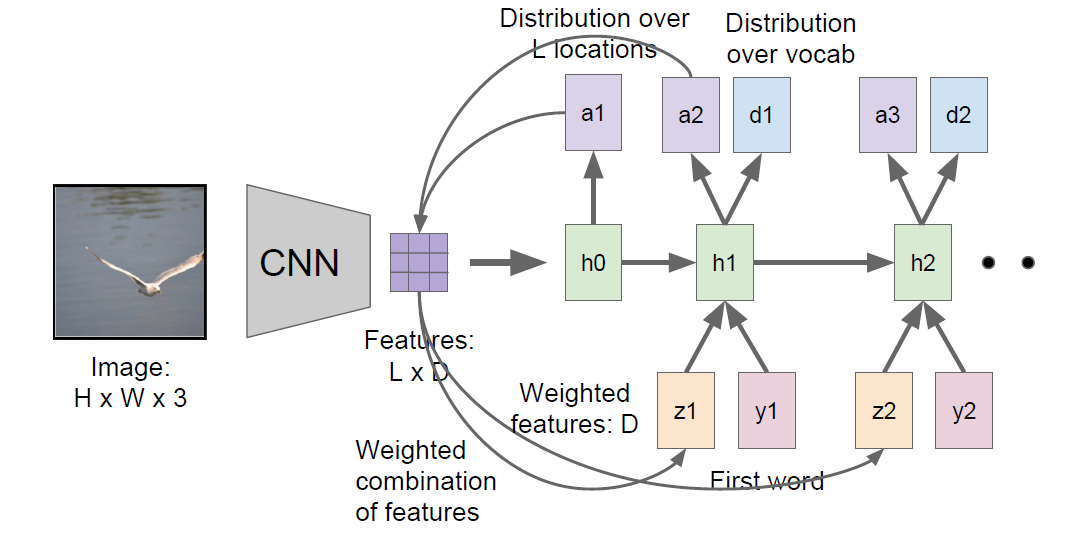 Distribution over
L locations
Distribution
over vocab
a1
a2
d1
a3
d2
CNN
h0
h1
h2
Image:
H x W x 3
Features:
L x D
Weighted
features: D
z1
y1
z2
y2
Weighted
combination
of features
First word